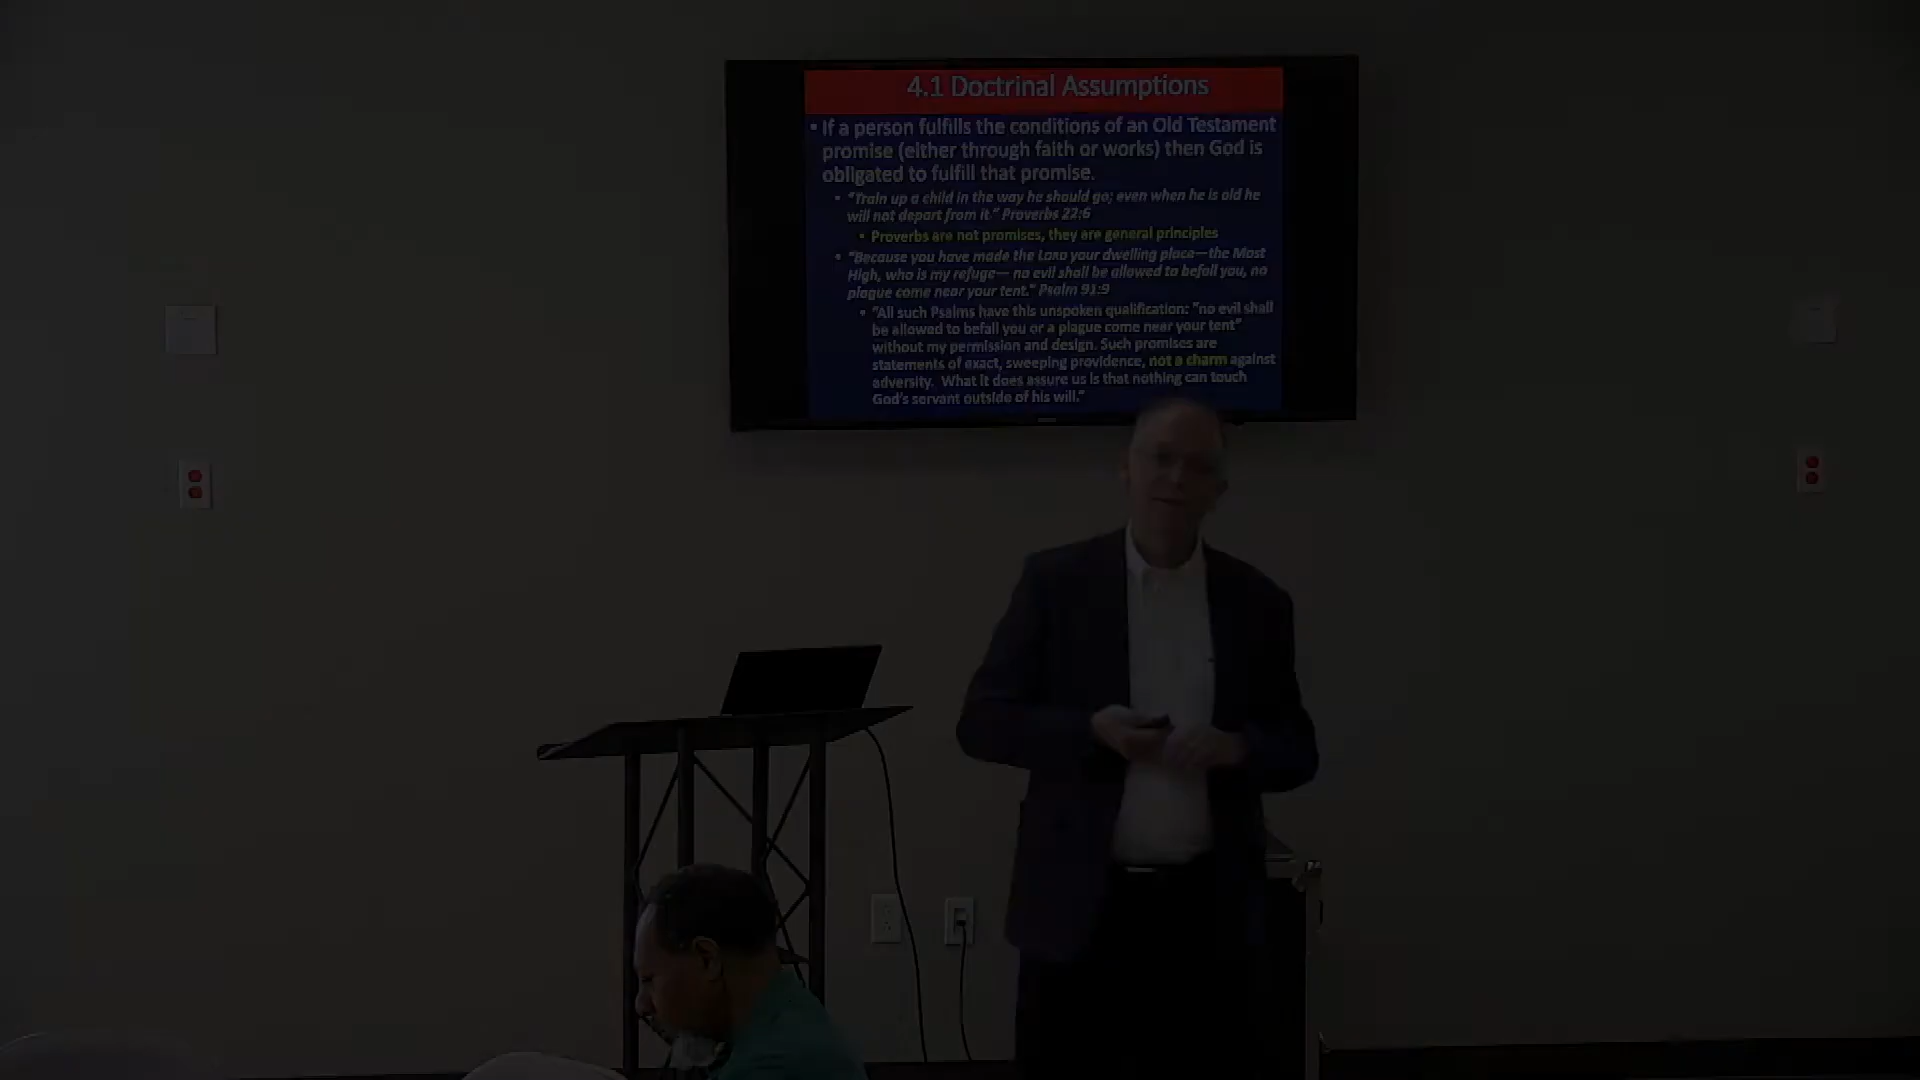 4.1 Doctrinal Assumptions
• If a person fulfills the conditions of an Old Testament
promise (either through faith or works) then God is
obligated to fulfill that promise.
• "Train up a child in the way he should go; even when he is old he
will not depart from it." Proverbs 22:6
• Proverbs are not promises, they are general principles
• "Because you have made the LORD your dwelling place—the Most
High, who is my refuge— no evil shall be allowed to befall you, no
plague come near your tent." Psalm 91:9
• "All such Psalms have this unspoken qualification: "no evil shall
be allowed to befall you or a plague come near your tent"
without my permission and design. Such promises are
statements of exact, sweeping providence, not a charm against
adversity. What it does assure us is that nothing can touch
God's servant outside of his will."